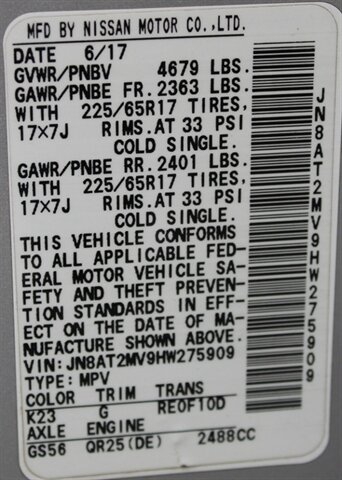 MFD BY NISSAN MOTOR CO.,LTD.
DATE 6/17
GVWR/PNBV 4679 LBS.
GAWR/PNBE FR. 2363 LBS.
WITH 225/65R17 TIRES,
17×7J RIMS.AT 33 PSI
COLD SINGLE.
GAWR/PNBE RR. 2401 LBS.
WITH 225/65R17 TIRES,
17×7J RIMS.AT 33 PSI
COLD SINGLE.
THIS VEHICLE CONFORMS
TO ALL APPLICABLE FED-
ERAL MOTOR VEHICLE SA-
FETY AND THEFT PREVEN-
TION STANDARDS IN EFF-
ECT ON THE DATE OF MA-
NUFACTURE SHOWN ABOVE.
VIN: JN8AT2MV9HW275909
TYPE: MPV
COLOR TRIM TRANS
K23 G RE0F10D
AXLE ENGINE
GS56 QR25(DE) 2488CC
JN8AT2MV9HW275909